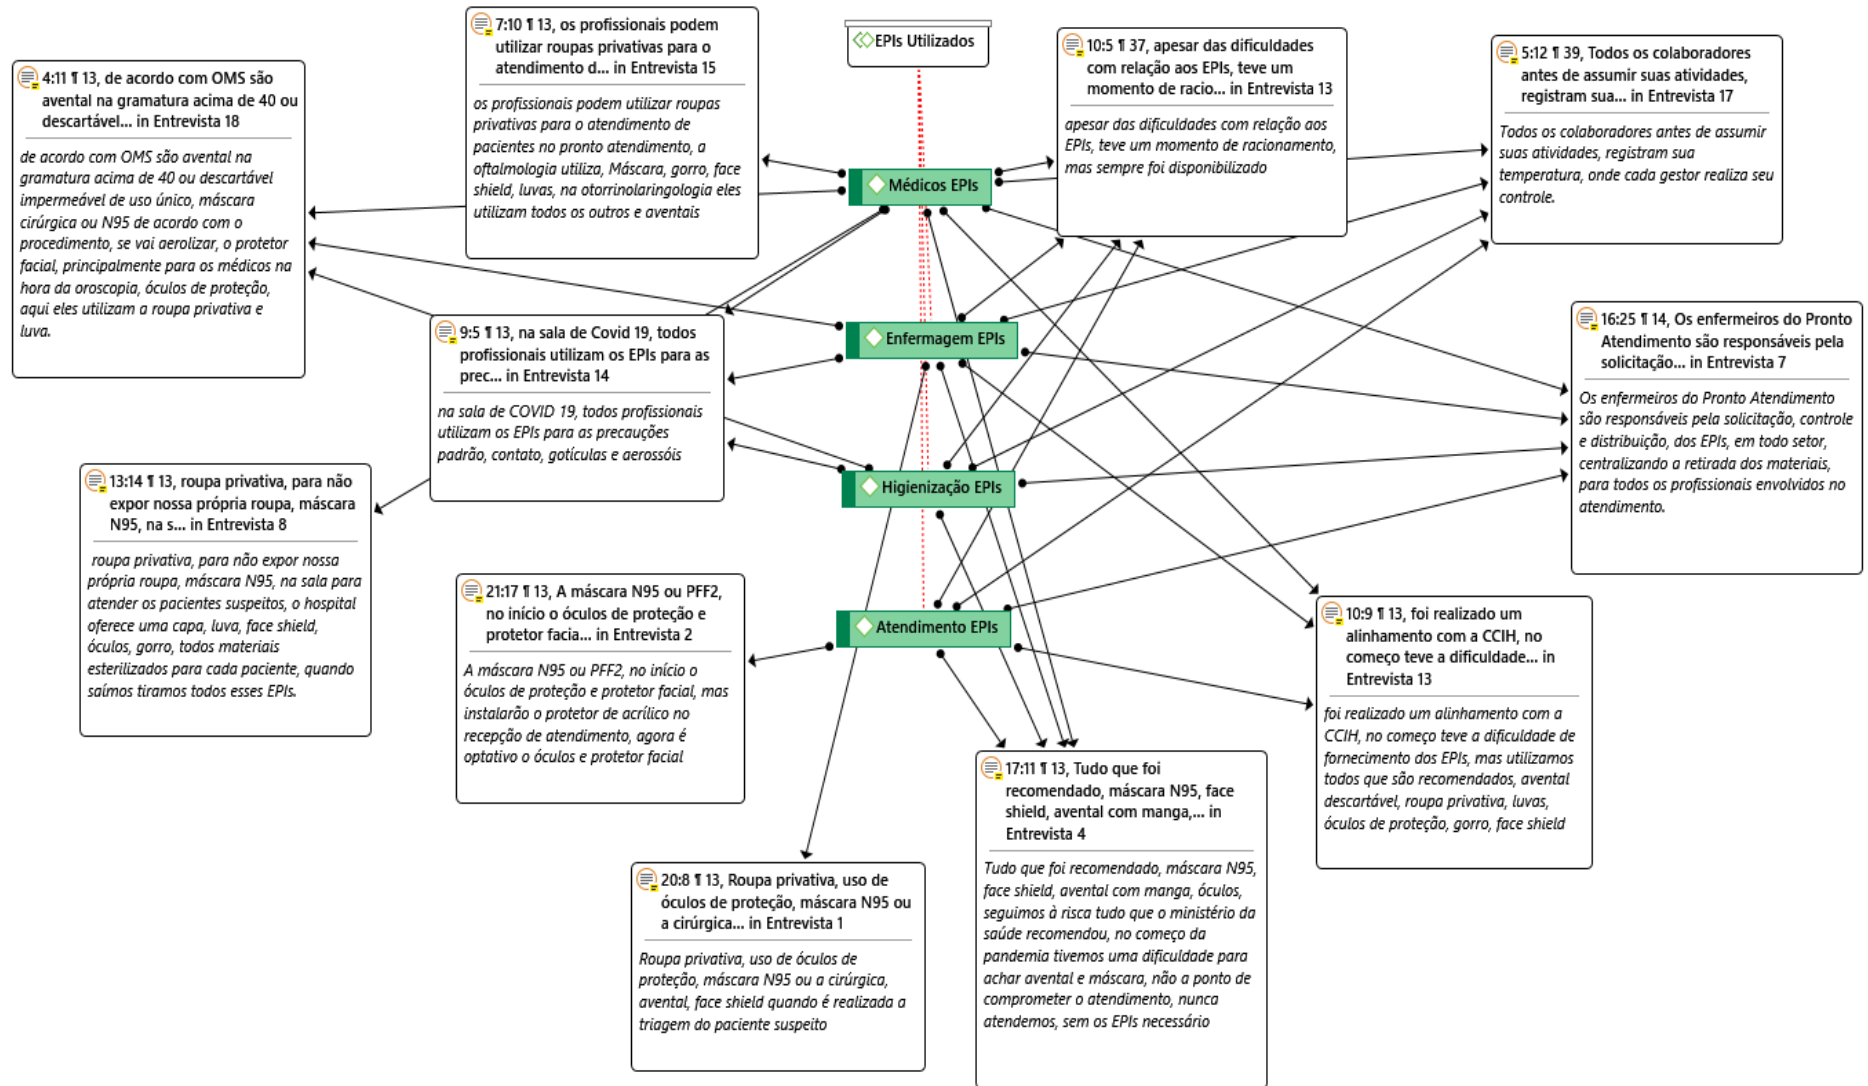 EPIs Utilizados
7:10 ¶ 13, os profissionais podem
utilizar roupas privativas para o
atendimento d... in Entrevista 15
os profissionais podem utilizar roupas
privativas para o atendimento de
pacientes no pronto atendimento, a
oftalmologia utiliza, Máscara, gorro, face
shield, luvas, na otorrinolaringologia eles
utilizam todos os outros e aventais
10:5 ¶ 37, apesar das dificuldades
com relação aos EPIs, teve um
momento de racio... in Entrevista 13
apesar das dificuldades com relação aos
EPIs, teve um momento de racionamento,
mas sempre foi disponibilizado
5:12 ¶ 39, Todos os colaboradores
antes de assumir suas atividades,
registram sua... in Entrevista 17
Todos os colaboradores antes de assumir
suas atividades, registram sua
temperatura, onde cada gestor realiza seu
controle.
4:11 ¶ 13, de acordo com OMS são
avental na gramatura acima de 40 ou
descartável... in Entrevista 18
de acordo com OMS são avental na
gramatura acima de 40 ou descartável
impermeável de uso único, máscara
cirúrgica ou N95 de acordo com o
procedimento, se vai aerolizar, o protetor
facial, principalmente para os médicos na
hora da oroscopia, óculos de proteção,
aqui eles utilizam a roupa privativa e
luva.
Médicos EPIs
Enfermagem EPIs
Higienização EPIs
Atendimento EPIs
9:5 ¶ 13, na sala de Covid 19, todos
profissionais utilizam os EPIs para as
prec... in Entrevista 14
na sala de COVID 19, todos profissionais
utilizam os EPIs para as precauções
padrão, contato, gotículas e aerossóis
16:25 ¶ 14, Os enfermeiros do Pronto
Atendimento são responsáveis pela
solicitação... in Entrevista 7
Os enfermeiros do Pronto Atendimento
são responsáveis pela solicitação, controle
e distribuição, dos EPIs, em todo setor,
centralizando a retirada dos materiais,
para todos os profissionais envolvidos no
atendimento.
13:14 ¶ 13, roupa privativa, para não
expor nossa própria roupa, máscara
N95, na s... in Entrevista 8
roupa privativa, para não expor nossa
própria roupa, máscara N95, na sala para
atender os pacientes suspeitos, o hospital
oferece uma capa, luva, face shield,
óculos, gorro, todos materiais
esterilizados para cada paciente, quando
saímos tiramos todos esses EPIs.
21:17 ¶ 13, A máscara N95 ou PFF2,
no início o óculos de proteção e
protetor facia... in Entrevista 2
A máscara N95 ou PFF2, no início o
óculos de proteção e protetor facial, mas
instalarão o protetor de acrílico no
recepção de atendimento, agora é
optativo o óculos e protetor facial
10:9 ¶ 13, foi realizado um
alinhamento com a CCIH, no
começo teve a dificuldade... in
Entrevista 13
foi realizado um alinhamento com a
CCIH, no começo teve a dificuldade de
fornecimento dos EPIs, mas utilizamos
todos que são recomendados, avental
descartável, roupa privativa, luvas,
óculos de proteção, gorro, face shield
17:11 ¶ 13, Tudo que foi
recomendado, máscara N95, face
shield, avental com manga,... in
Entrevista 4
Tudo que foi recomendado, máscara N95,
face shield, avental com manga, óculos,
seguimos à risca tudo que o ministério da
saúde recomendou, no começo da
pandemia tivemos uma dificuldade para
achar avental e máscara, não a ponto de
comprometer o atendimento, nunca
atendemos, sem os EPIs necessário
20:8 ¶ 13, Roupa privativa, uso de
óculos de proteção, máscara N95 ou
a cirúrgica... in Entrevista 1
Roupa privativa, uso de óculos de
proteção, máscara N95 ou a cirúrgica,
avental, face shield quando é realizada a
triagem do paciente suspeito